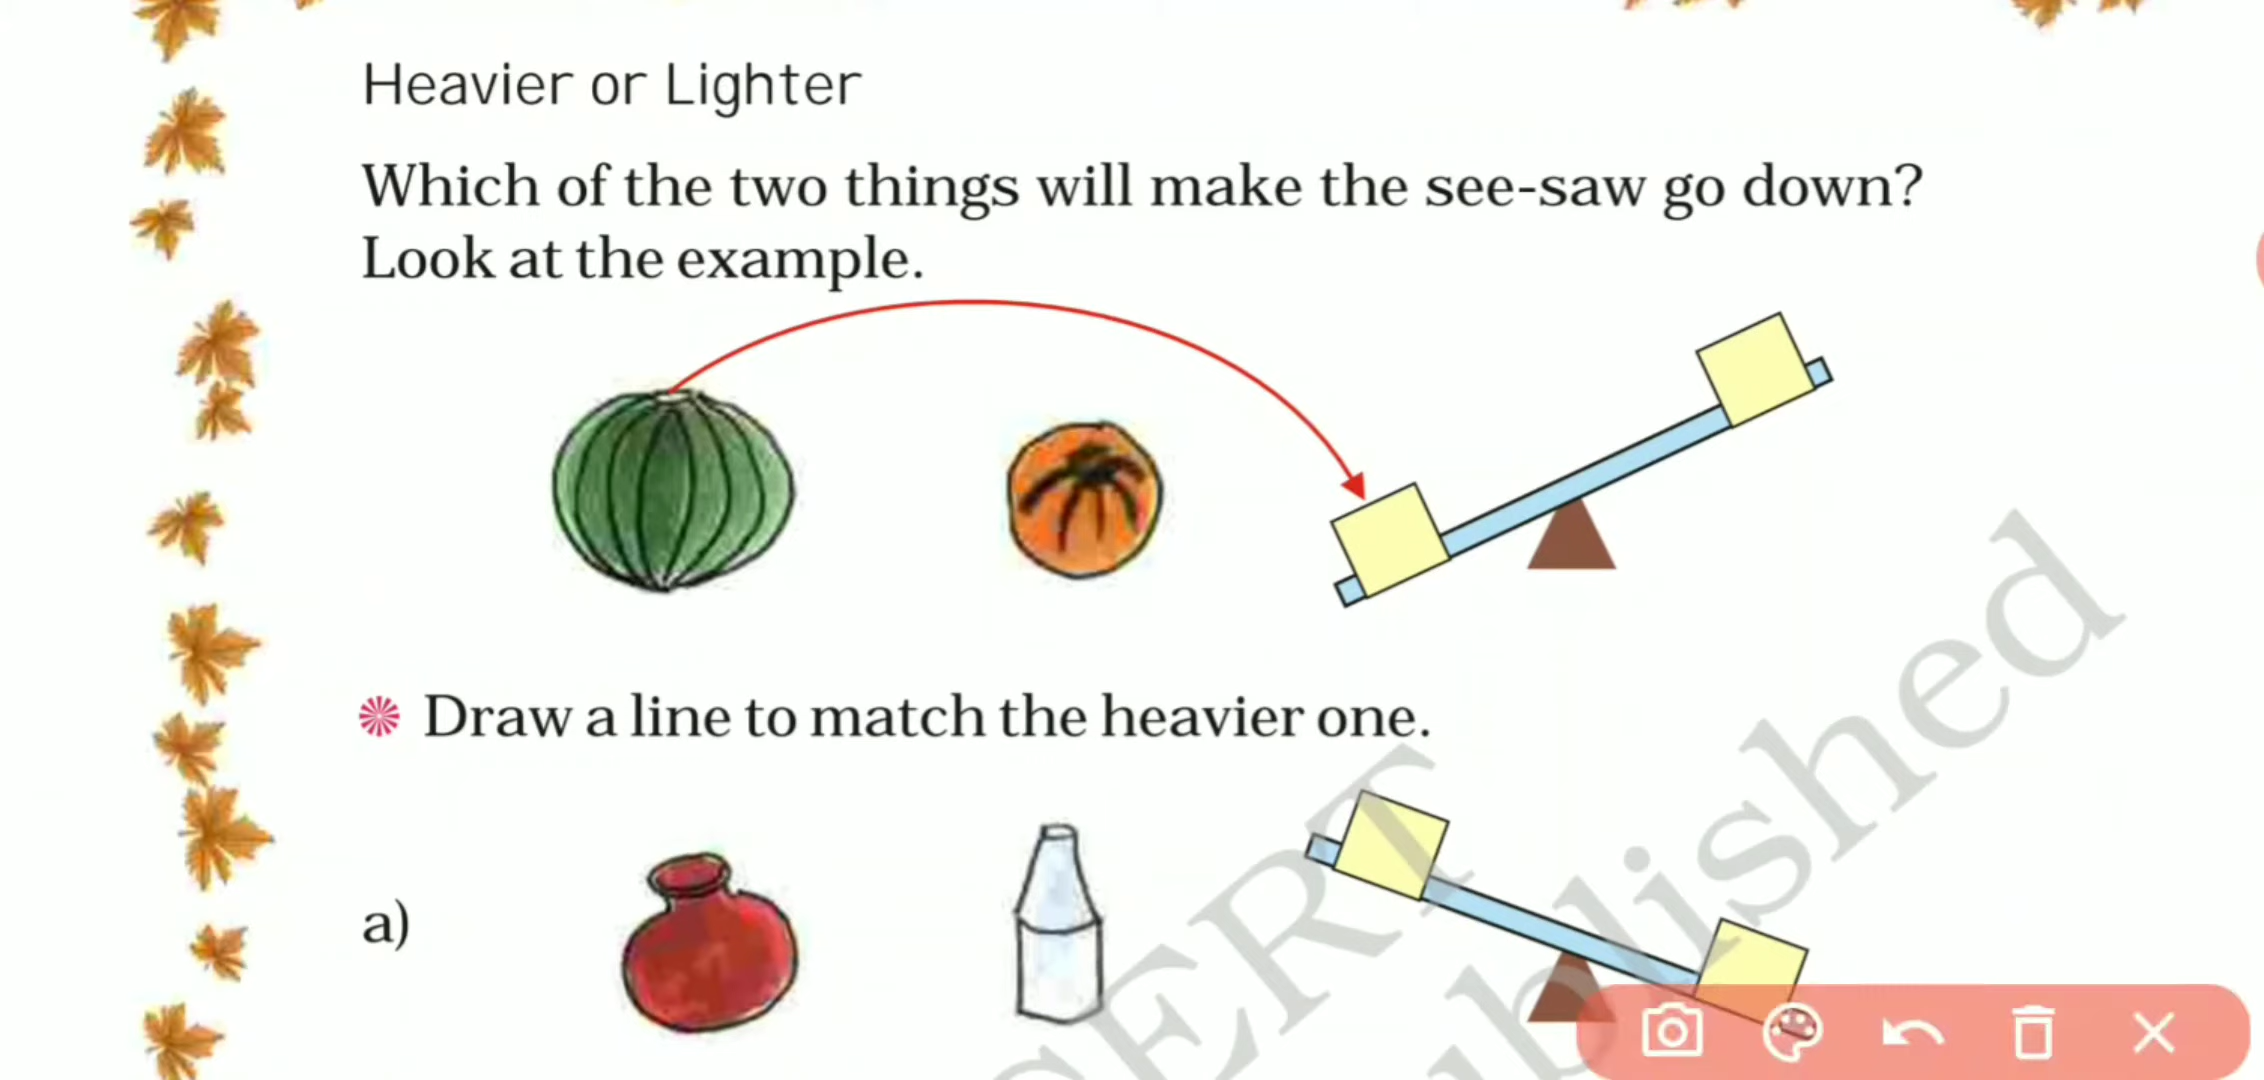 Heavier or Lighter
Which of the two things will make the see-saw go down?
Look at the example.
Draw a line to match the heavier one.
a)